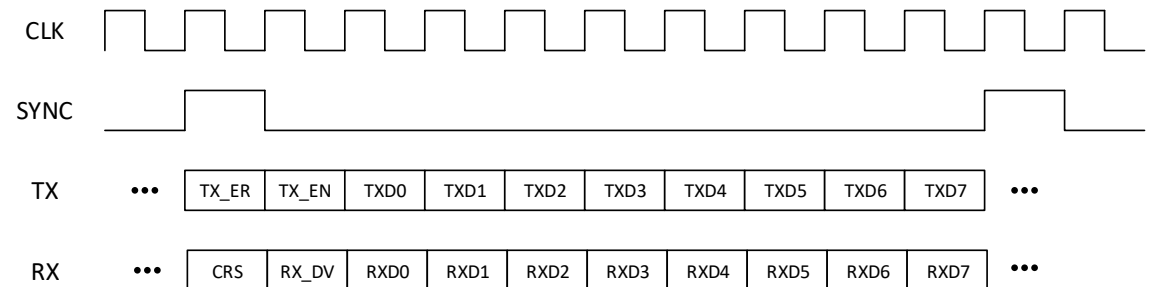 CLK
SYNC
TX ••• TX_ER TX_EN TXD0 TXD1 TXD2 TXD3 TXD4 TXD5 TXD6 TXD7 •••
RX ••• CRS RX_DV RXD0 RXD1 RXD2 RXD3 RXD4 RXD5 RXD6 RXD7 •••